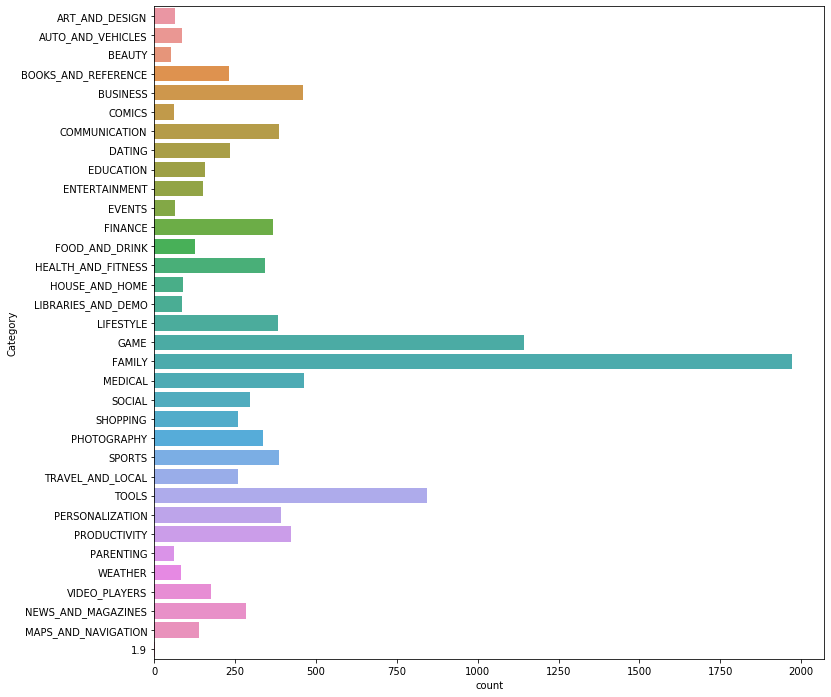 ART_AND_DESIGN
AUTO_AND_VEHICLES
BEAUTY
BOOKS_AND_REFERENCE
BUSINESS
COMICS
COMMUNICATION
DATING
EDUCATION
ENTERTAINMENT
EVENTS
FINANCE
FOOD_AND_DRINK
HEALTH_AND_FITNESS
HOUSE_AND_HOME
LIBRARIES_AND_DEMO
LIFESTYLE
GAME
FAMILY
MEDICAL
SOCIAL
SHOPPING
PHOTOGRAPHY
SPORTS
TRAVEL_AND_LOCAL
TOOLS
PERSONALIZATION
PRODUCTIVITY
PARENTING
WEATHER
VIDEO_PLAYERS
NEWS_AND_MAGAZINES
MAPS_AND_NAVIGATION
1.9
Category
0 250 500 750 1000 1250 1500 1750 2000
count